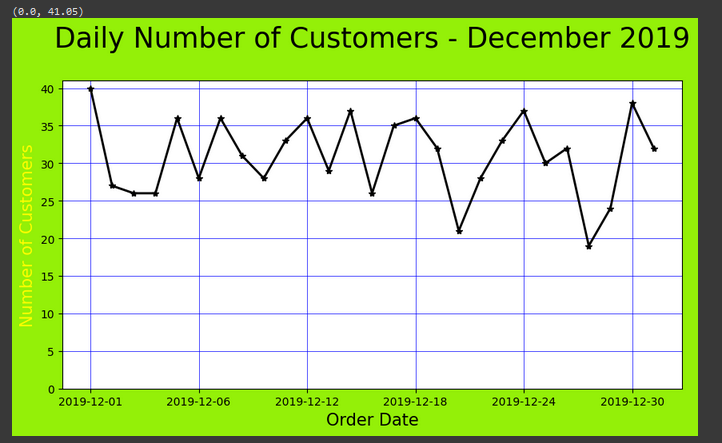 (0.0, 41.05)
Daily Number of Customers - December 2019
Number of Customers
40
35
30
25
20
15
10
5
0
2019-12-01 2019-12-06 2019-12-12 2019-12-18 2019-12-24 2019-12-30
Order Date